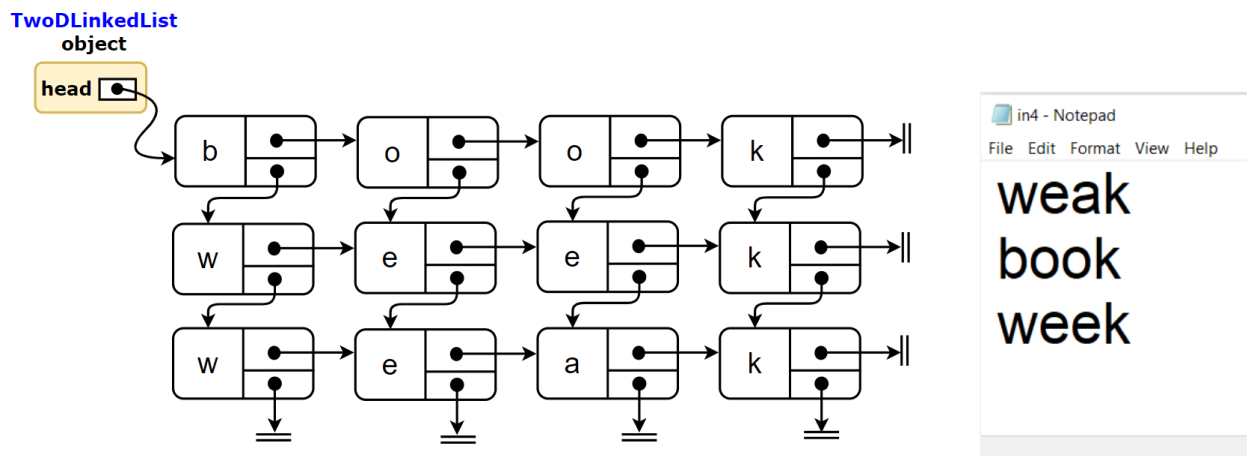 TwoDLinkedList
object
head
b o o k
w e e k
w e a k
in4 - Notepad
File Edit Format View Help
weak
book
week